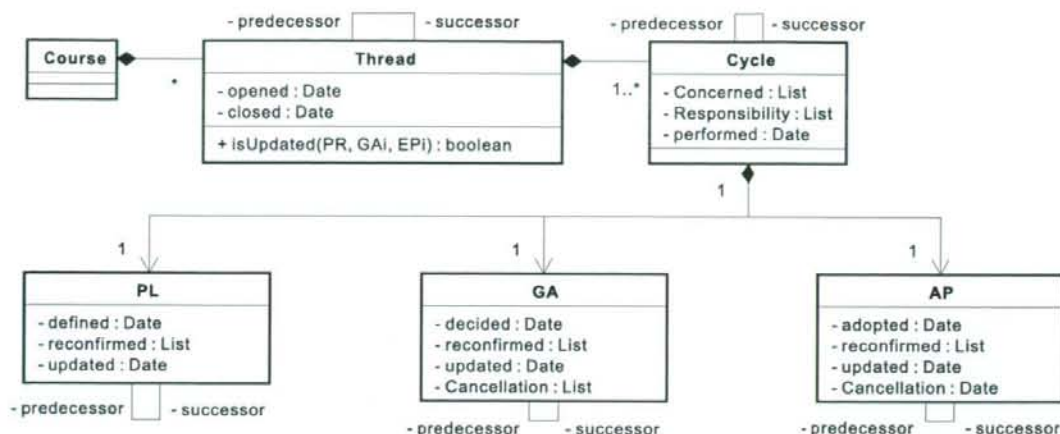 - predecessor - successor
- predecessor - successor
Course
Thread
Cycle
*
1..*
- opened : Date
- closed : Date
+ isUpdated(PR, GAi, EPi) : boolean
- Concerned : List
- Responsibility : List
- performed : Date
1
1
1
1
PL
GA
AP
- defined : Date
- reconfirmed : List
- updated : Date
- decided : Date
- reconfirmed : List
- updated : Date
- Cancellation : List
- adopted : Date
- reconfirmed : List
- updated : Date
- Cancellation : Date
- predecessor - successor
- predecessor - successor
- predecessor - successor